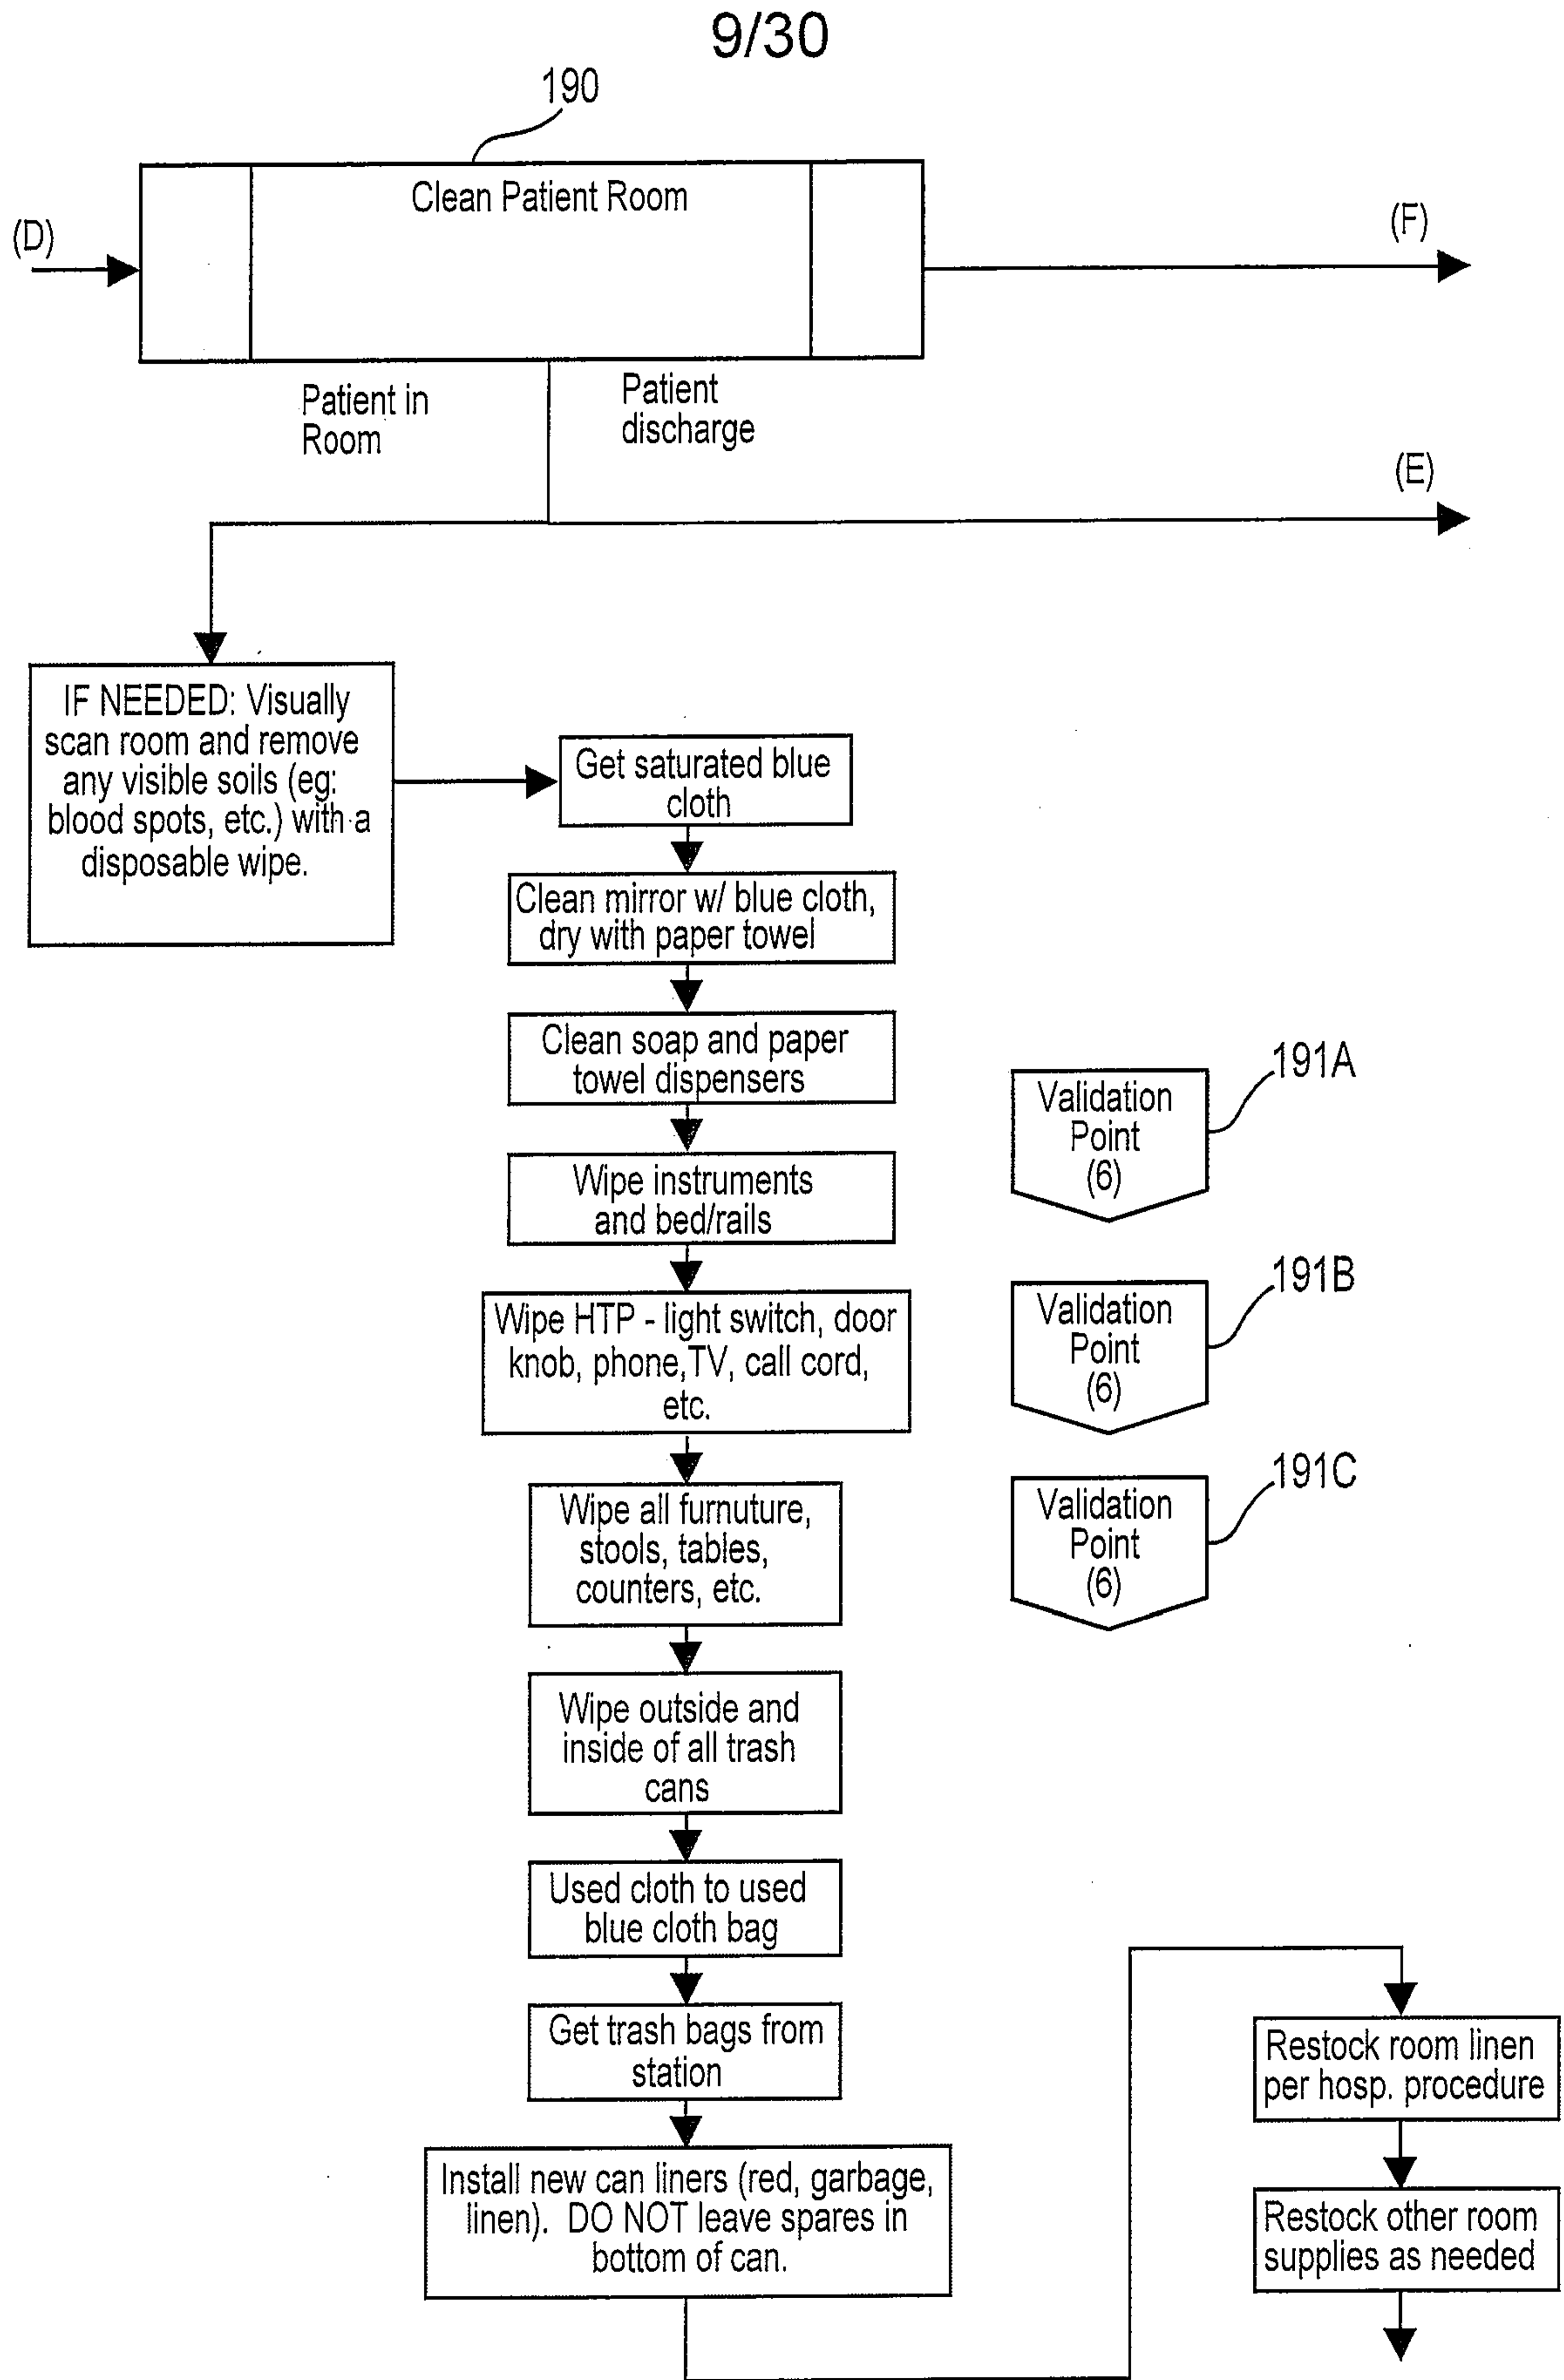 9/30
190
Clean Patient Room
(D)
(F)
Patient in
Room
Patient
discharge
(E)
IF NEEDED: Visually
scan room and remove
any visible soils (eg:
blood spots, etc.) with a
disposable wipe.
Get saturated blue
cloth
Clean mirror w/ blue cloth,
dry with paper towel
Clean soap and paper
towel dispensers
Wipe instruments
and bed/rails
Validation
Point
(6)
191A
Wipe HTP - light switch, door
knob, phone,TV, call cord,
etc.
Validation
Point
(6)
191B
Wipe all furnuture,
stools, tables,
counters, etc.
Validation
Point
(6)
191C
Wipe outside and
inside of all trash
cans
Used cloth to used
blue cloth bag
Get trash bags from
station
Install new can liners (red, garbage,
linen). DO NOT leave spares in
bottom of can.
Restock room linen
per hosp. procedure
Restock other room
supplies as needed